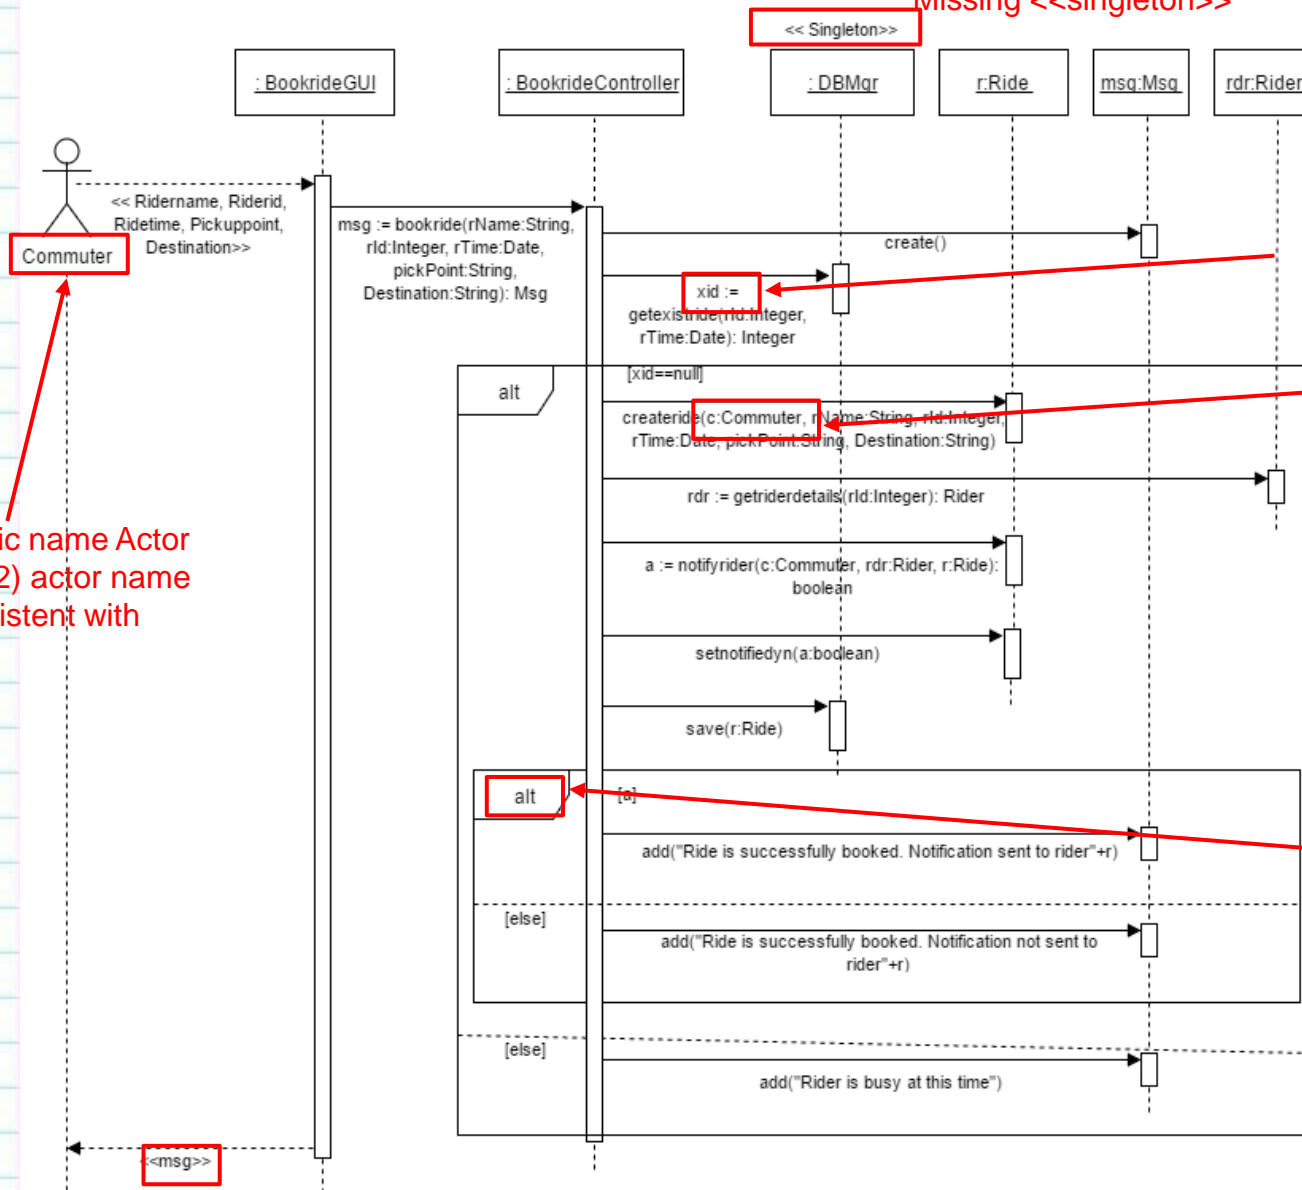 Missing <<singleton>>
<< Singleton>>
: BookrideGUI
: BookrideController
: DBMgr
r:Ride
msg:Msg
rdr:Rider
<< Ridername, Riderid,
Ridetime, Pickuppoint,
Destination>>
Commuter
msg := bookride(rName:String,
rId:Integer, rTime:Date,
pickPoint:String,
Destination:String): Msg
create()
xid :=
getexistride(rId:Integer,
rTime:Date): Integer
alt
[xid==null]
createride(c:Commuter, rName:String, rId:Integer,
rTime:Date, pickPoint:String, Destination:String)
rdr := getriderdetails(rId:Integer): Rider
ic name Actor
2) actor name
istent with
a := notifyrider(c:Commuter, rdr:Rider, r:Ride):
boolean
setnotifiedyn(a:boolean)
save(r:Ride)
alt
[a]
add("Ride is successfully booked. Notification sent to rider"+r)
[else]
add("Ride is successfully booked. Notification not sent to
rider"+r)
[else]
add("Rider is busy at this time")
<<msg>>